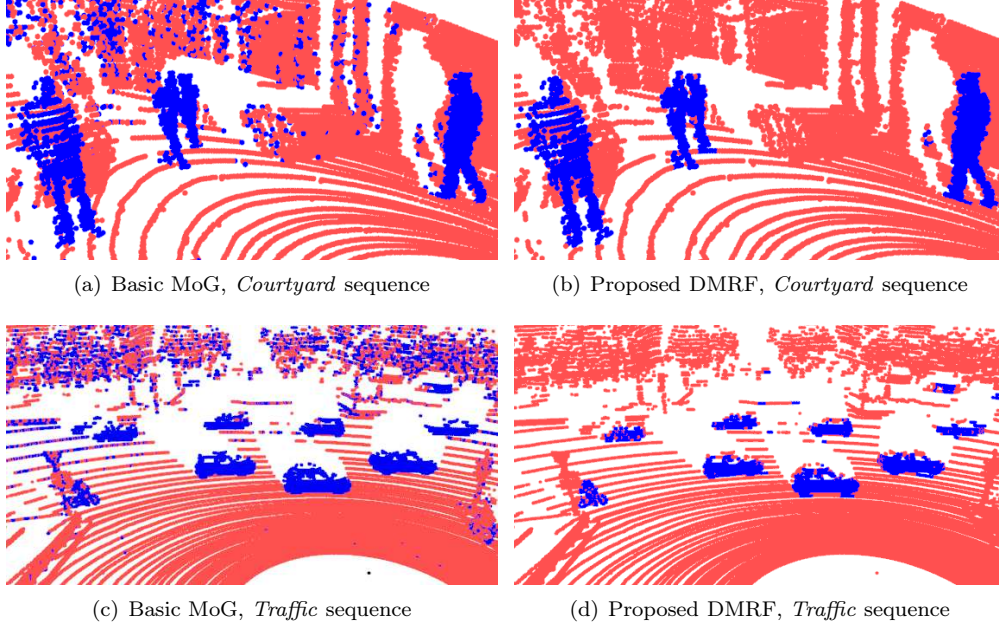 (a) Basic MoG, Courtyard sequence
(b) Proposed DMRF, Courtyard sequence
(c) Basic MoG, Traffic sequence
(d) Proposed DMRF, Traffic sequence